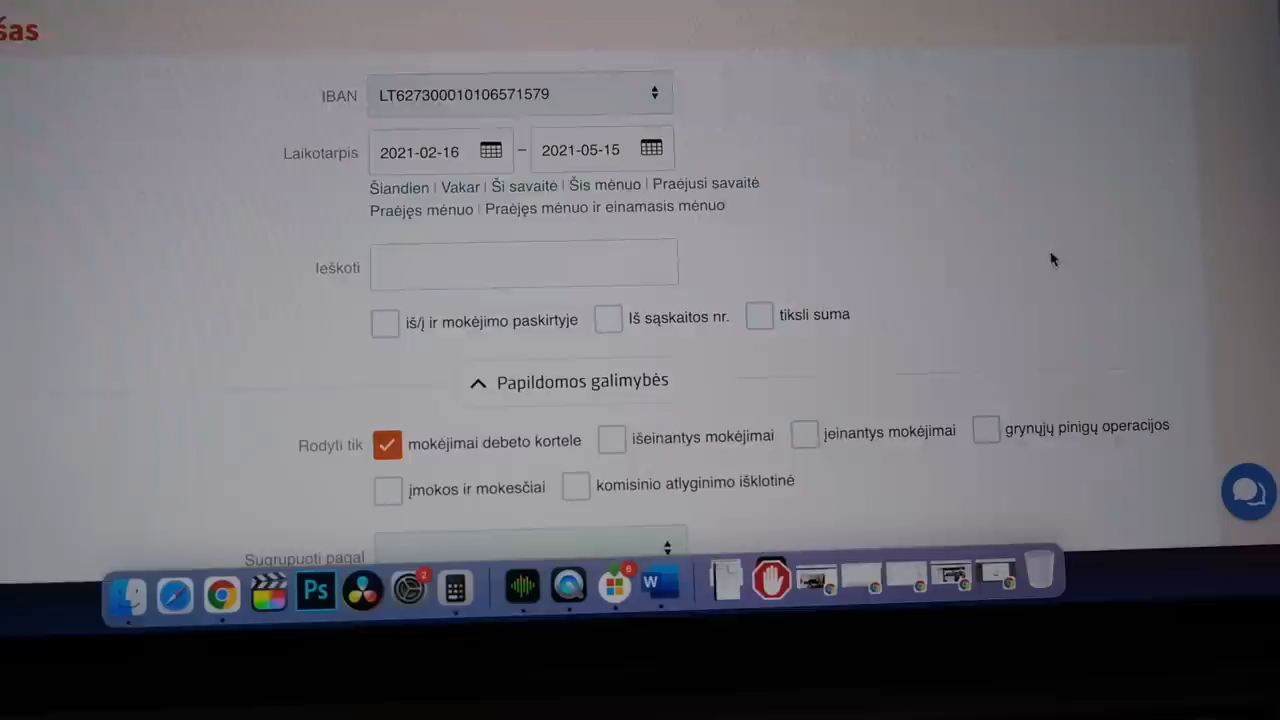 šas
IBAN LT627300010106571579
Laikotarpis 2021-02-16 – 2021-05-15
Šiandien | Vakar | Ši savaitė | Šis mėnuo | Praėjusi savaitė
Praėjęs mėnuo | Praėjęs mėnuo ir einamasis mėnuo
Ieškoti
iš/į ir mokėjimo paskirtyje Iš sąskaitos nr. tiksli suma
Papildomos galimybės
Rodyti tik mokėjimai debeto kortele išeinantys mokėjimai įeinantys mokėjimai grynųjų pinigų operacijos
įmokos ir mokesčiai komisinio atlyginimo išklotinė
Sugrupuoti pagal
Ps 2 6 W